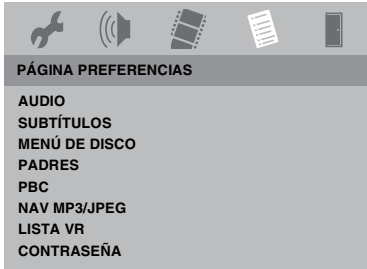 PÁGINA PREFERENCIAS
AUDIO
SUBTÍTULOS
MENÚ DE DISCO
PADRES
PBC
NAV MP3/JPEG
LISTA VR
CONTRASEÑA